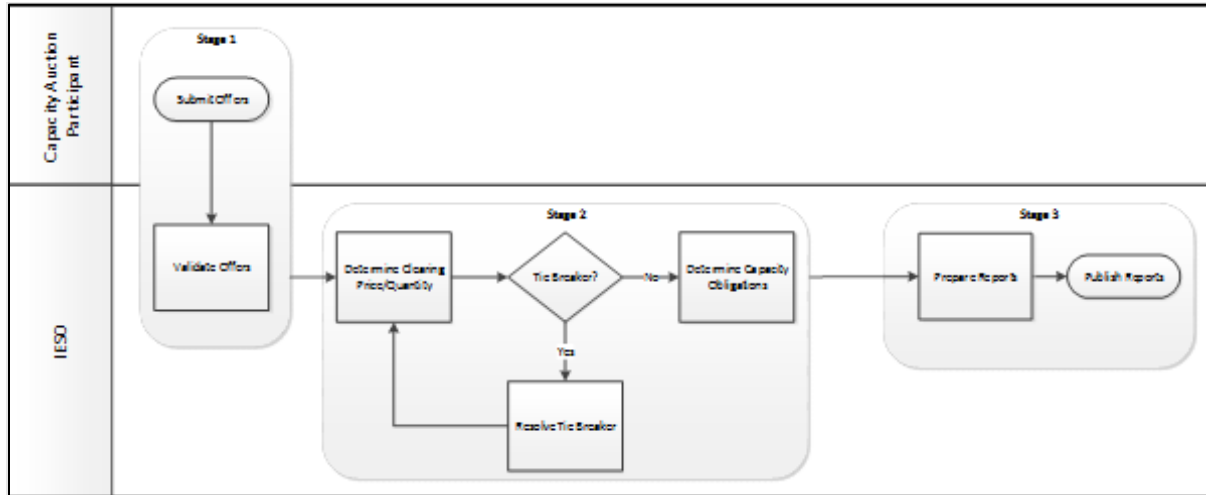 Capacity Auction
Participant
Stage 1
Submit Offers
IESO
Validate Offers
Stage 2
Determine Clearing
Price/Quantity
Tie Breaker?
No
Determine Capacity
Obligations
Yes
Resolve Tie Breaker
Stage 3
Prepare Reports
Publish Reports